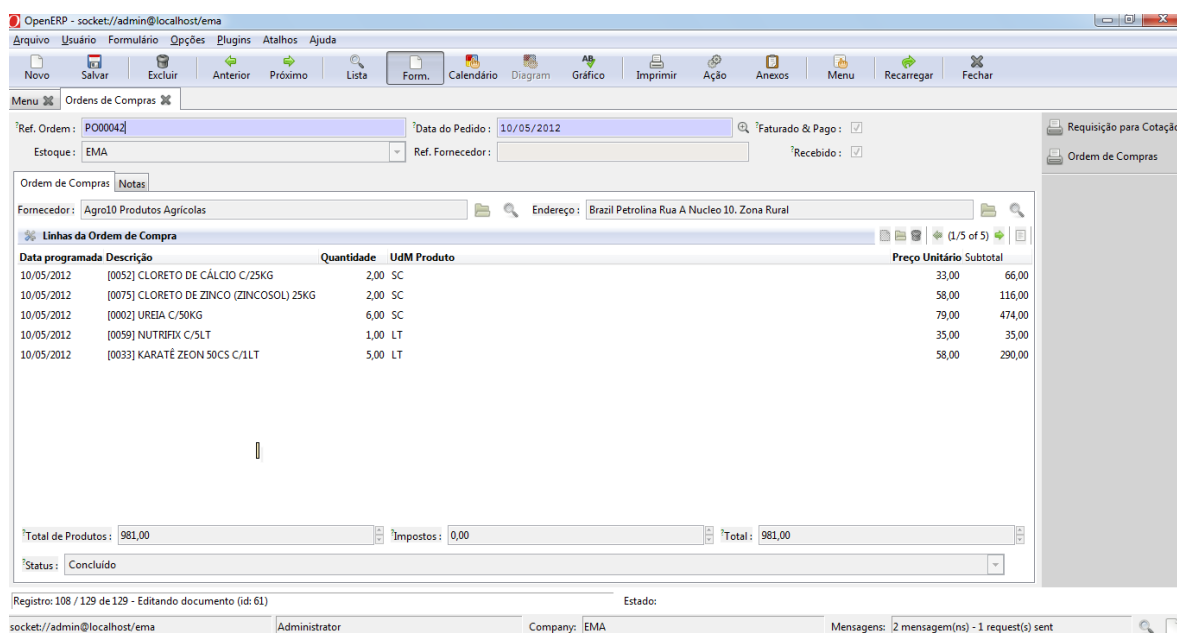 OpenERP - socket://admin@localhost/ema
Arquivo Usuário Formulário Opções Plugins Atalhos Ajuda
Novo Salvar Excluir Anterior Próximo Lista Form. Calendário Diagram Gráfico Imprimir Ação Anexos Menu Recarregar Fechar
Menu Ordens de Compras
?Ref. Ordem : PO00042 ?Data do Pedido : 10/05/2012 ?Faturado & Pago :
Requisição para Cotação
Estoque : EMA Ref. Fornecedor : ?Recebido :
Ordem de Compras
Ordem de Compras Notas
Fornecedor : Agro10 Produtos Agrícolas Endereço : Brazil Petrolina Rua A Nucleo 10. Zona Rural
Linhas da Ordem de Compra (1/5 of 5)
Data programada Descrição Quantidade UdM Produto Preço Unitário Subtotal
10/05/2012 [0052] CLORETO DE CÁLCIO C/25KG 2,00 SC 33,00 66,00
10/05/2012 [0075] CLORETO DE ZINCO (ZINCOSOL) 25KG 2,00 SC 58,00 116,00
10/05/2012 [0002] UREIA C/50KG 6,00 SC 79,00 474,00
10/05/2012 [0059] NUTRIFIX C/5LT 1,00 LT 35,00 35,00
10/05/2012 [0033] KARATÊ ZEON 50CS C/1LT 5,00 LT 58,00 290,00
?Total de Produtos : 981,00 ?Impostos : 0,00 ?Total : 981,00
?Status : Concluído
Registro: 108 / 129 de 129 - Editando documento (id: 61) Estado:
socket://admin@localhost/ema Administrator Company: EMA Mensagens: 2 mensagem(ns) - 1 request(s) sent